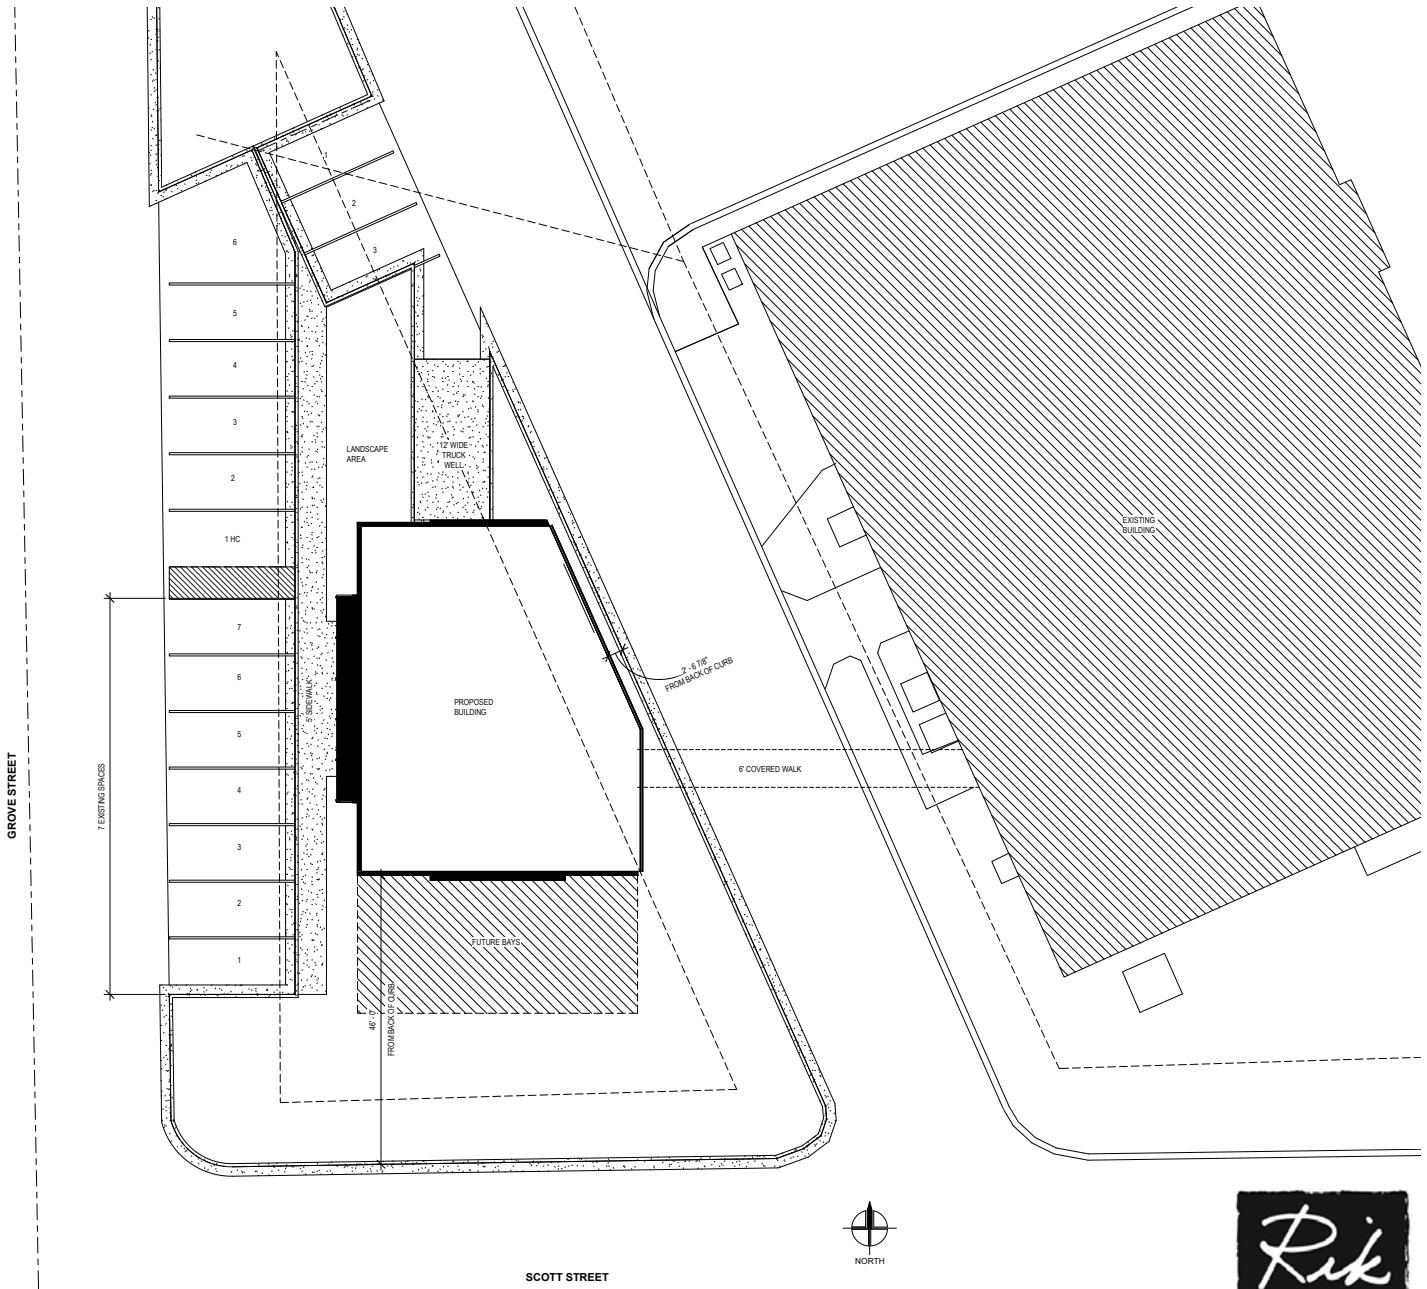 1
2
3
6
5
4
3
2
1 HC
LANDSCAPE
AREA
12' WIDE
TRUCK
WELL
EXISTING
BUILDING
7
6
5
4
3
2
1
7 EXISTING SPACES
5' SIDEWALK
PROPOSED
BUILDING
2' - 6 7/8"
FROM BACK OF CURB
6' COVERED WALK
GROVE STREET
FUTURE BAYS
46' - 0"
FROM BACK OF CURB
NORTH
SCOTT STREET
Rik